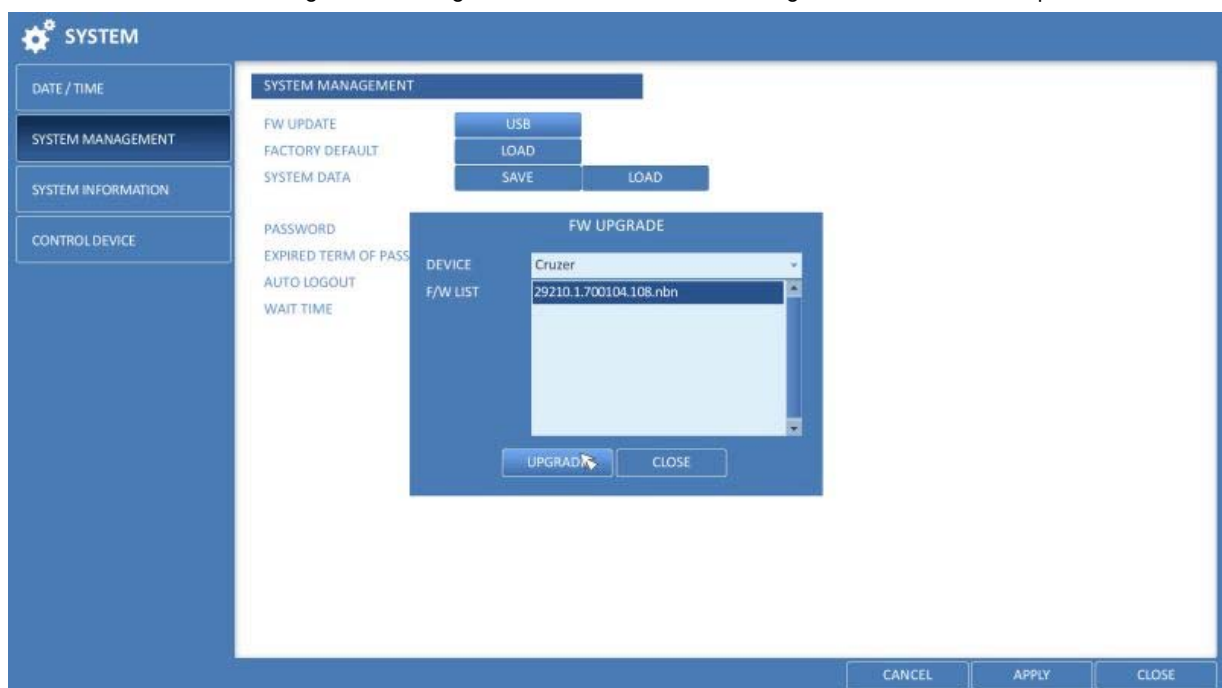 SYSTEM
DATE / TIME
SYSTEM MANAGEMENT
SYSTEM INFORMATION
CONTROL DEVICE
SYSTEM MANAGEMENT
FW UPDATE USB
FACTORY DEFAULT LOAD
SYSTEM DATA SAVE LOAD
PASSWORD
EXPIRED TERM OF PASS
AUTO LOGOUT
WAIT TIME
FW UPGRADE
DEVICE Cruzer
F/W LIST 29210.1.700104.108.nbn
UPGRAD CLOSE
CANCEL APPLY CLOSE